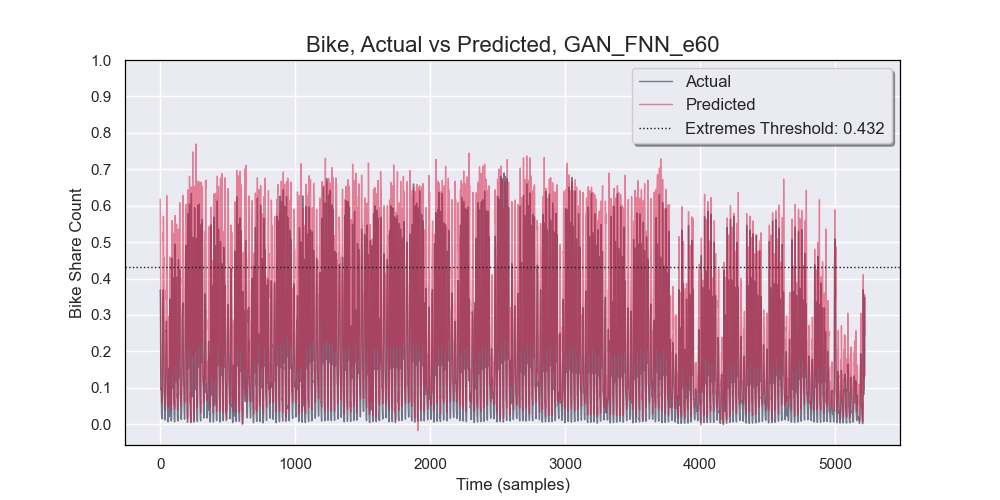 Bike, Actual vs Predicted, GAN_FNN_e60
Actual
Predicted
Extremes Threshold: 0.432
Bike Share Count
1.0
0.9
0.8
0.7
0.6
0.5
0.4
0.3
0.2
0.1
0.0
0 1000 2000 3000 4000 5000
Time (samples)